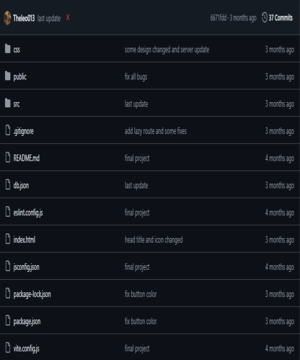 Theleo013 last update 6671fdd · 3 months ago 37 Commits
css some design changed and server update 3 months ago
public fix all bugs 3 months ago
src last update 3 months ago
.gitignore add lazy route and some fixes 3 months ago
README.md final project 4 months ago
db.json last update 3 months ago
eslint.config.js final project 4 months ago
index.html head title and icon changed 3 months ago
jsconfig.json final project 4 months ago
package-lock.json fix button color 3 months ago
package.json fix button color 3 months ago
vite.config.js final project 4 months ago